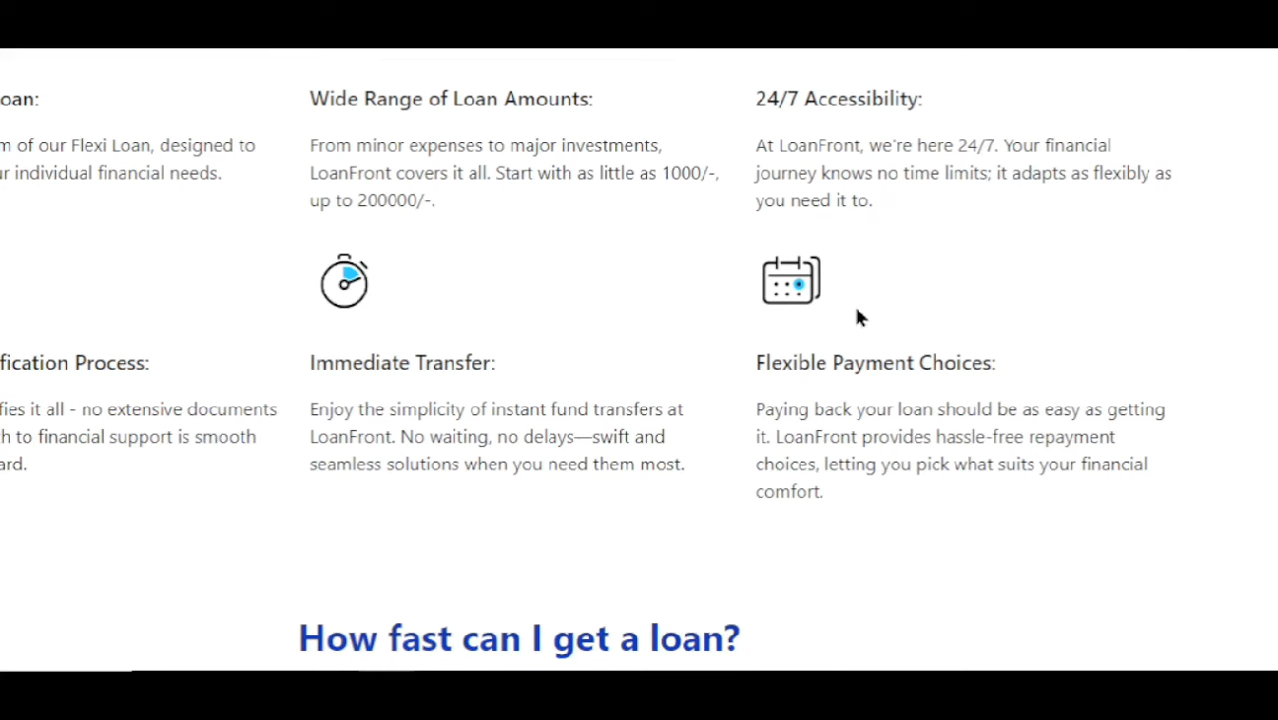 oan:
m of our Flexi Loan, designed to
ur individual financial needs.
Wide Range of Loan Amounts:
From minor expenses to major investments,
LoanFront covers it all. Start with as little as 1000/-,
up to 200000/-.
24/7 Accessibility:
At LoanFront, we're here 24/7. Your financial
journey knows no time limits; it adapts as flexibly as
you need it to.
fication Process:
fies it all - no extensive documents
h to financial support is smooth
ard.
Immediate Transfer:
Enjoy the simplicity of instant fund transfers at
LoanFront. No waiting, no delays—swift and
seamless solutions when you need them most.
Flexible Payment Choices:
Paying back your loan should be as easy as getting
it. LoanFront provides hassle-free repayment
choices, letting you pick what suits your financial
comfort.
How fast can I get a loan?